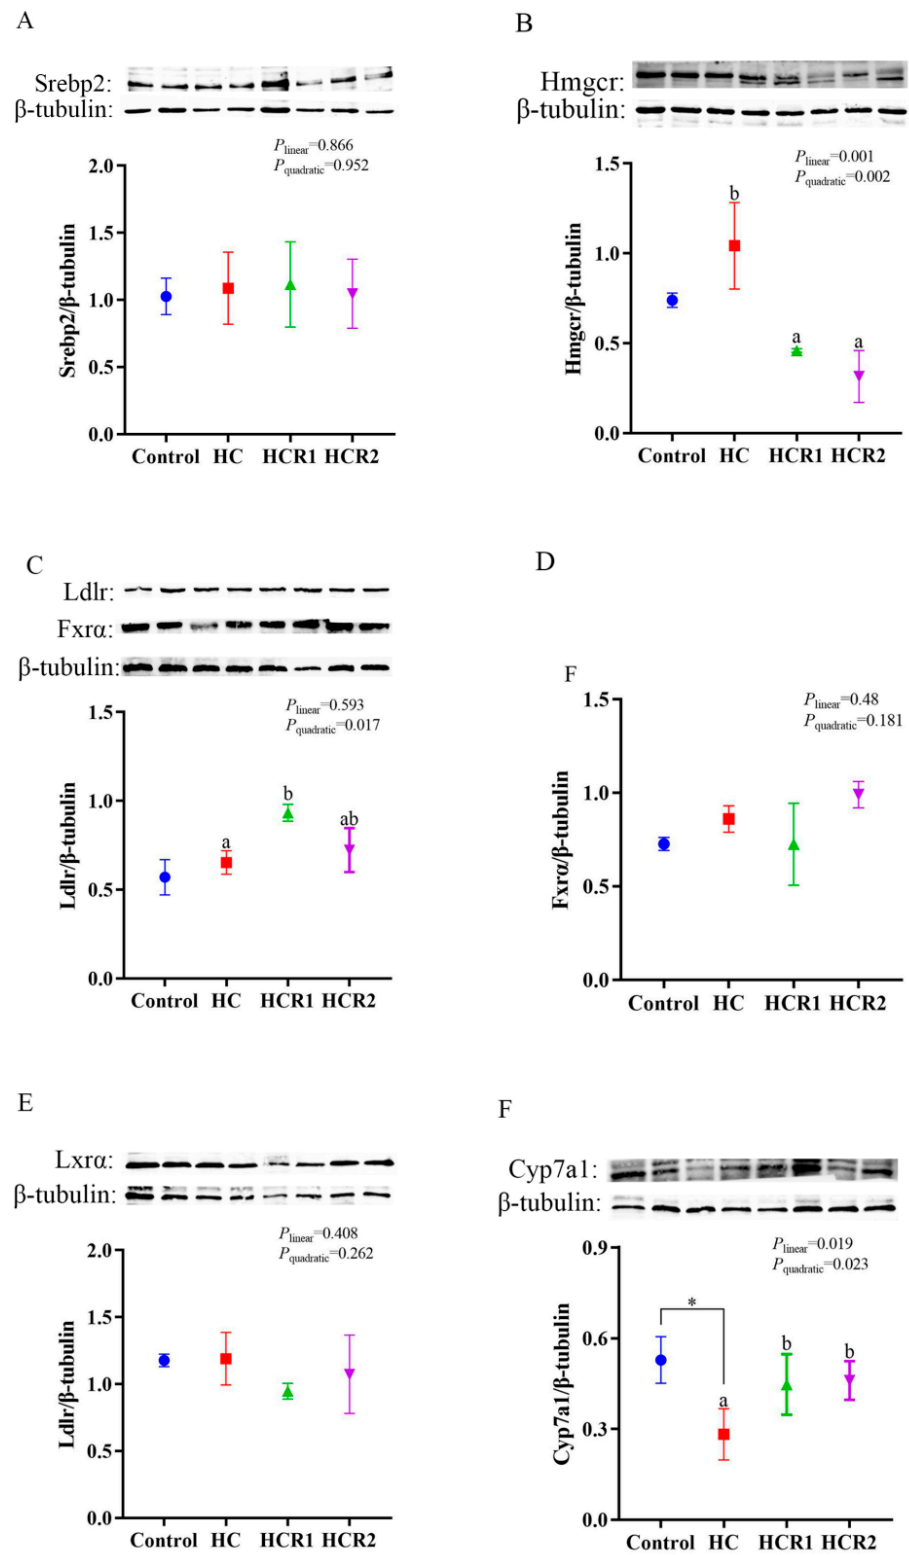 A
Srebp2:
β-tubulin:
Plinear=0.866
Pquadratic=0.952
2.0
1.5
1.0
0.5
0.0
Srebp2/β-tubulin
Control HC HCR1 HCR2
B
Hmgcr:
β-tubulin:
Plinear=0.001
Pquadratic=0.002
1.5
1.0
0.5
0.0
Hmgcr/β-tubulin
b
a
a
Control HC HCR1 HCR2
C
Ldlr:
Fxrα:
β-tubulin:
Plinear=0.593
Pquadratic=0.017
1.5
1.0
0.5
0.0
Ldlr/β-tubulin
a
b
ab
Control HC HCR1 HCR2
D
F
Plinear=0.48
Pquadratic=0.181
1.5
1.0
0.5
0.0
Fxrα/β-tubulin
Control HC HCR1 HCR2
E
Lxrα:
β-tubulin:
Plinear=0.408
Pquadratic=0.262
2.0
1.5
1.0
0.5
0.0
Ldlr/β-tubulin
Control HC HCR1 HCR2
F
Cyp7a1:
β-tubulin:
Plinear=0.019
Pquadratic=0.023
0.9
0.6
0.3
0.0
Cyp7a1/β-tubulin
*
a
b
b
Control HC HCR1 HCR2